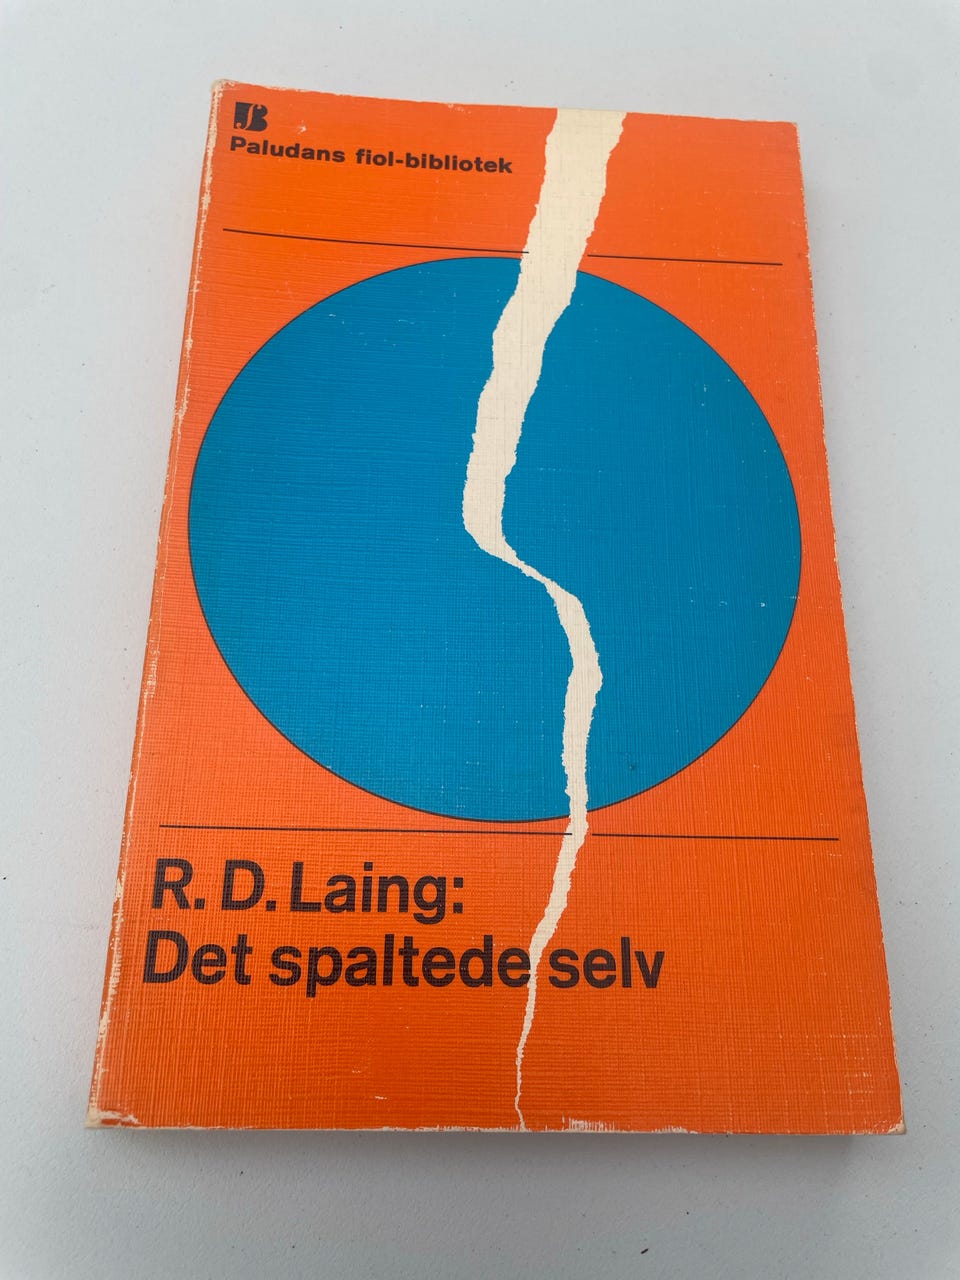 Paludans fiol-bibliotek
R. D. Laing:
Det spaltede selv